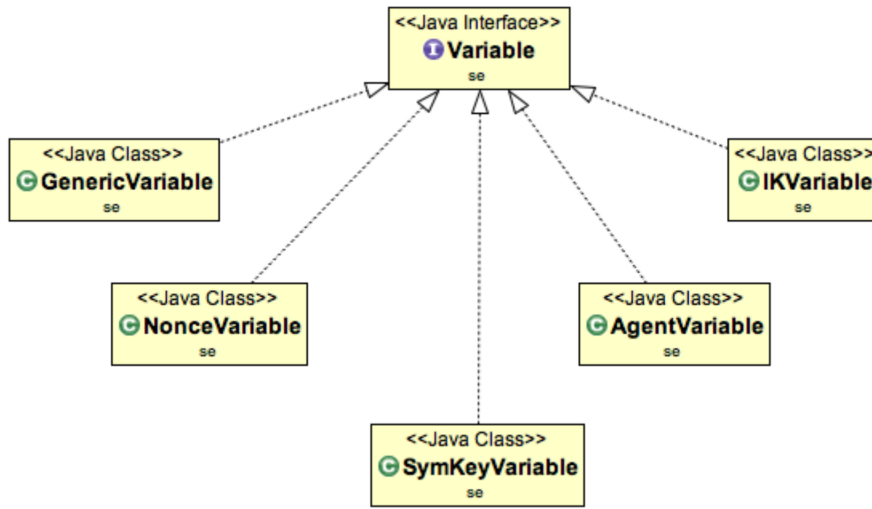 <<Java Interface>>
I Variable
se
<<Java Class>>
C GenericVariable
se
<<Java Class>>
C IKVariable
se
<<Java Class>>
C NonceVariable
se
<<Java Class>>
C AgentVariable
se
<<Java Class>>
C SymKeyVariable
se